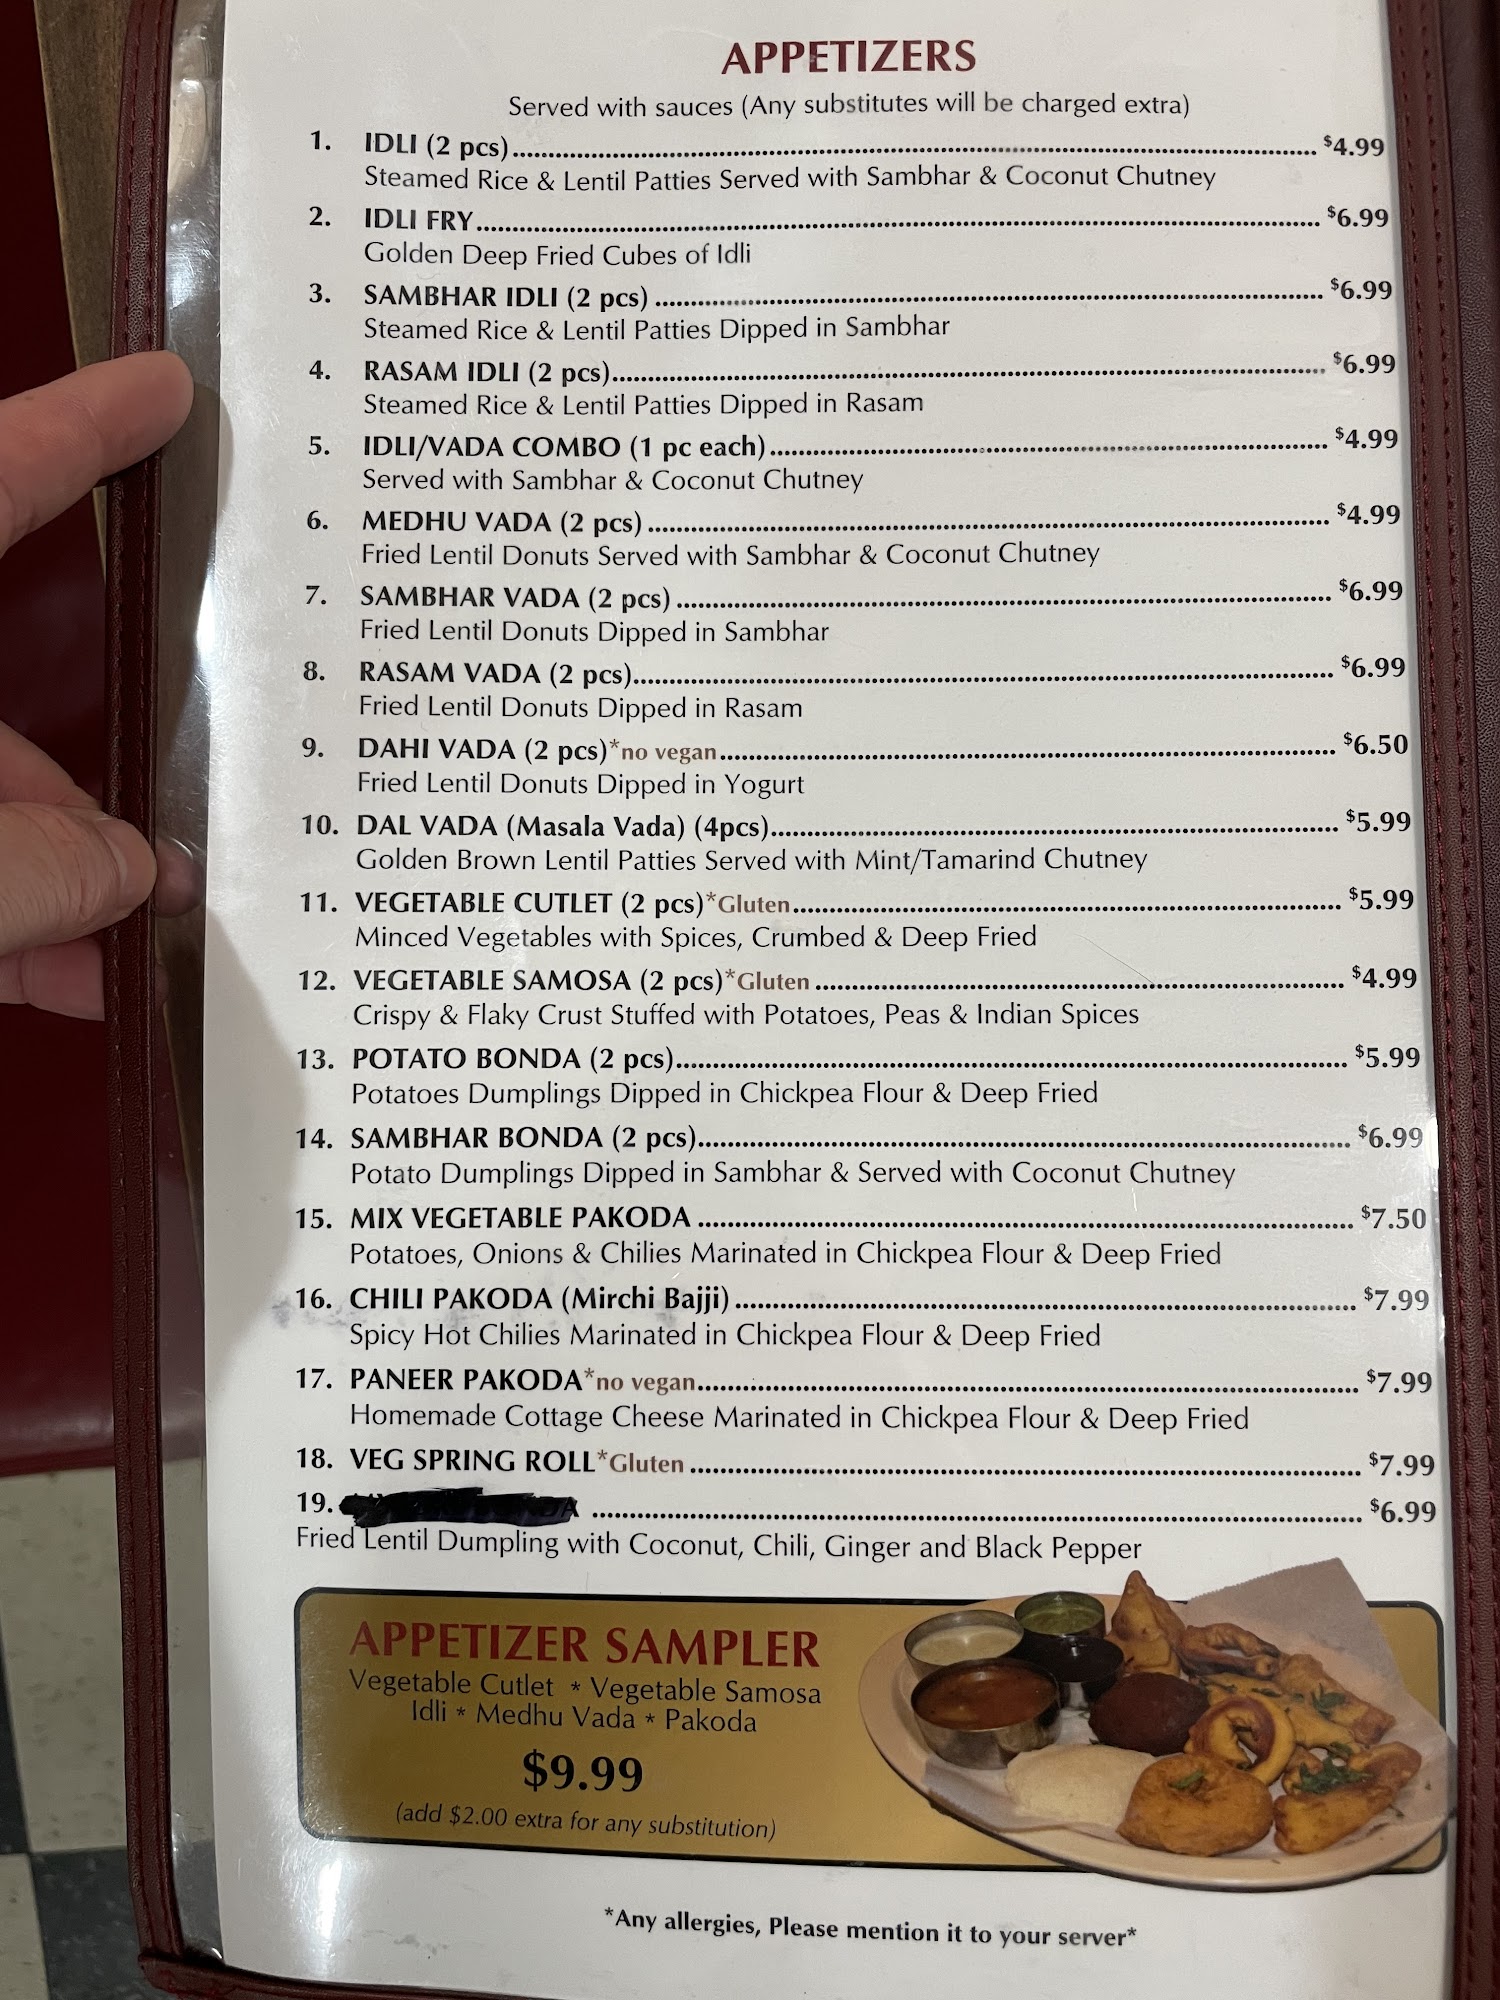 APPETIZERS
Served with sauces (Any substitutes will be charged extra)
1. IDLI (2 pcs)........ $4.99
Steamed Rice & Lentil Patties Served with Sambhar & Coconut Chutney
2. IDLI FRY........ $6.99
Golden Deep Fried Cubes of Idli
3. SAMBHAR IDLI (2 pcs)........ $6.99
Steamed Rice & Lentil Patties Dipped in Sambhar
4. RASAM IDLI (2 pcs)........ $6.99
Steamed Rice & Lentil Patties Dipped in Rasam
5. IDLI/VADA COMBO (1 pc each)........ $4.99
Served with Sambhar & Coconut Chutney
6. MEDHU VADA (2 pcs)........ $4.99
Fried Lentil Donuts Served with Sambhar & Coconut Chutney
7. SAMBHAR VADA (2 pcs)........ $6.99
Fried Lentil Donuts Dipped in Sambhar
8. RASAM VADA (2 pcs)........ $6.99
Fried Lentil Donuts Dipped in Rasam
9. DAHI VADA (2 pcs)*no vegan........ $6.50
Fried Lentil Donuts Dipped in Yogurt
10. DAL VADA (Masala Vada) (4pcs)........ $5.99
Golden Brown Lentil Patties Served with Mint/Tamarind Chutney
11. VEGETABLE CUTLET (2 pcs)*Gluten........ $5.99
Minced Vegetables with Spices, Crumbed & Deep Fried
12. VEGETABLE SAMOSA (2 pcs)*Gluten........ $4.99
Crispy & Flaky Crust Stuffed with Potatoes, Peas & Indian Spices
13. POTATO BONDA (2 pcs)........ $5.99
Potatoes Dumplings Dipped in Chickpea Flour & Deep Fried
14. SAMBHAR BONDA (2 pcs)........ $6.99
Potato Dumplings Dipped in Sambhar & Served with Coconut Chutney
15. MIX VEGETABLE PAKODA........ $7.50
Potatoes, Onions & Chilies Marinated in Chickpea Flour & Deep Fried
16. CHILI PAKODA (Mirchi Bajji)........ $7.99
Spicy Hot Chilies Marinated in Chickpea Flour & Deep Fried
17. PANEER PAKODA*no vegan........ $7.99
Homemade Cottage Cheese Marinated in Chickpea Flour & Deep Fried
18. VEG SPRING ROLL*Gluten........ $7.99
19. ........ $6.99
Fried Lentil Dumpling with Coconut, Chili, Ginger and Black Pepper
APPETIZER SAMPLER
Vegetable Cutlet * Vegetable Samosa
Idli * Medhu Vada * Pakoda
$9.99
(add $2.00 extra for any substitution)
*Any allergies, Please mention it to your server*